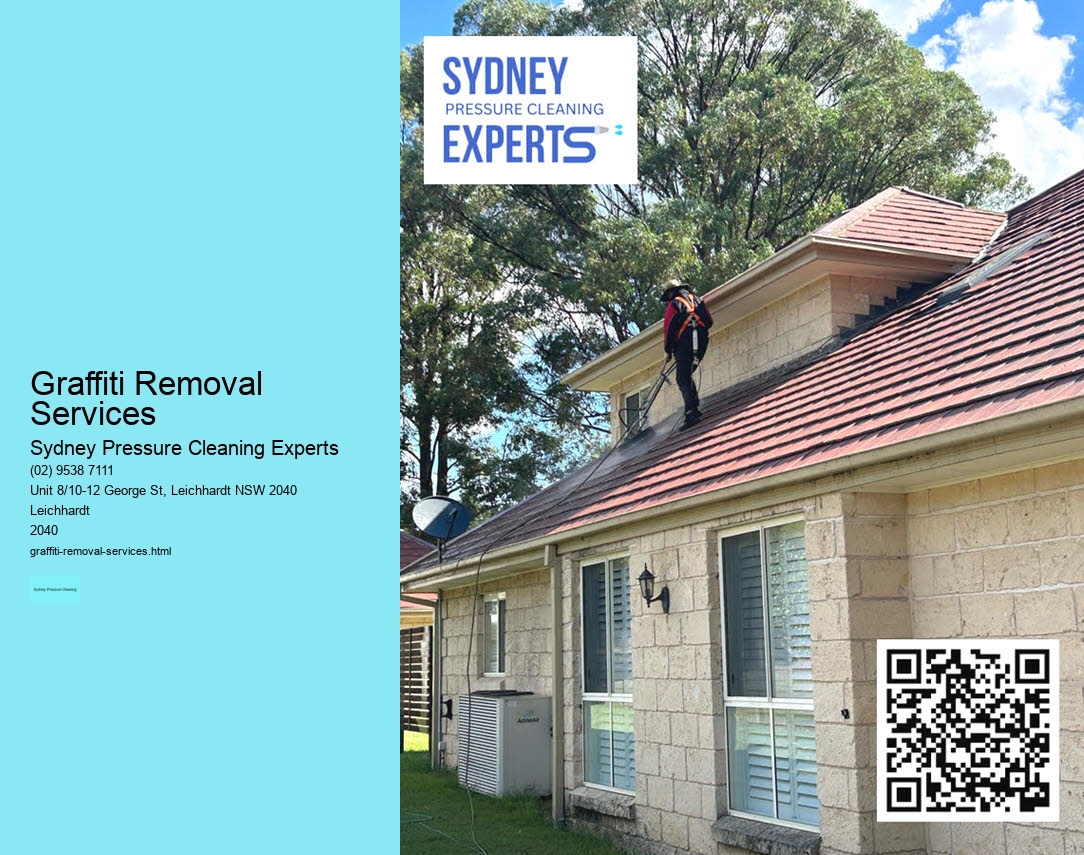 Graffiti Removal
Services
Sydney Pressure Cleaning Experts
(02) 9538 7111
Unit 8/10-12 George St, Leichhardt NSW 2040
Leichhardt
2040
graffiti-removal-services.html
Sydney Pressure Cleaning
SYDNEY
PRESSURE CLEANING
EXPERTS